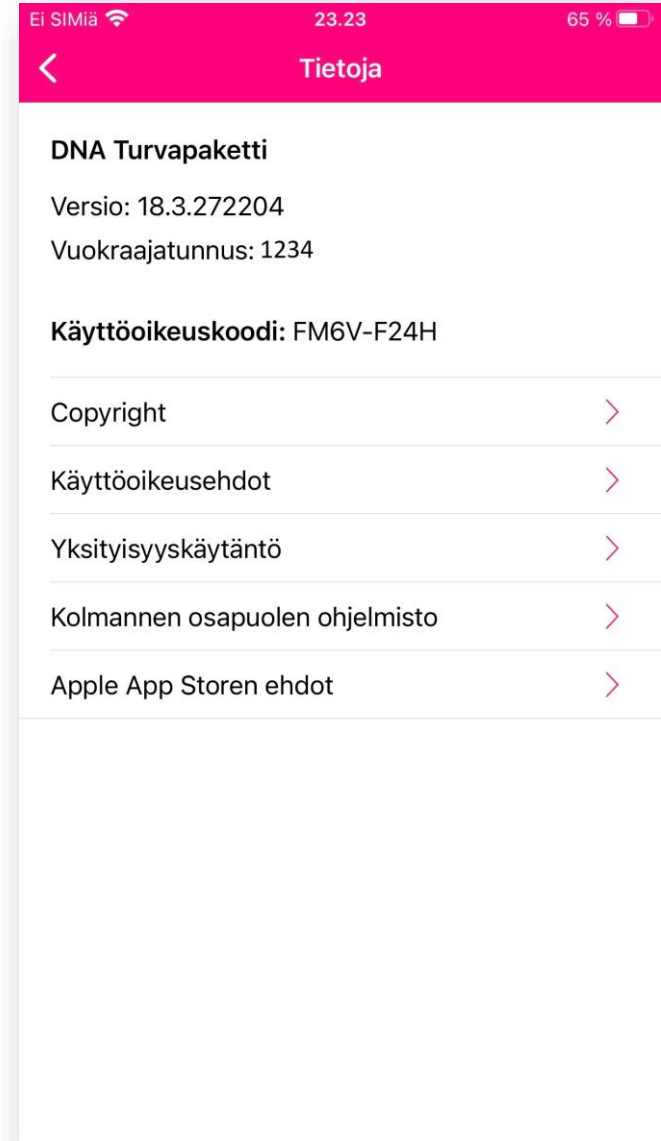 Ei SIMiä 23.23 65 %
Tietoja
DNA Turvapaketti
Versio: 18.3.272204
Vuokraajatunnus: 1234
Käyttöoikeuskoodi: FM6V-F24H
Copyright
Käyttöoikeusehdot
Yksityisyyskäytäntö
Kolmannen osapuolen ohjelmisto
Apple App Storen ehdot